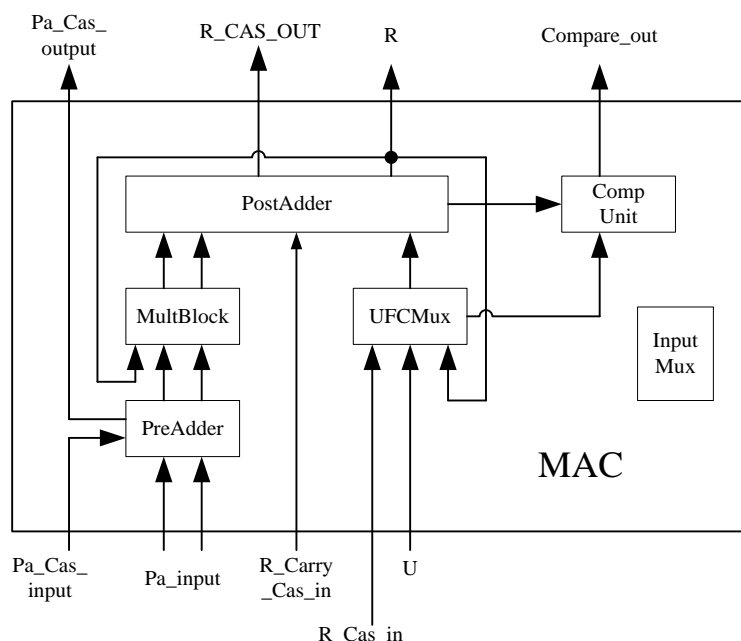 Pa_Cas_
output
R_CAS_OUT
R
Compare_out
PostAdder
Comp
Unit
MultBlock
UFCMux
Input
Mux
PreAdder
MAC
Pa_Cas_
input
Pa_input
R_Carry
_Cas_in
U
R_Cas_in